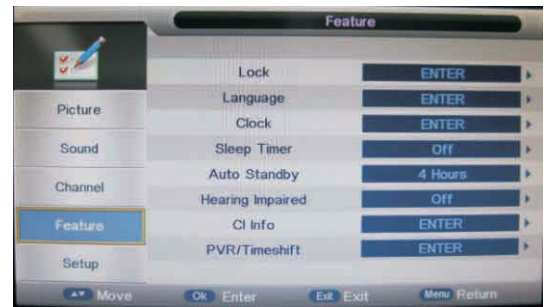 Feature
Picture
Sound
Channel
Feature
Setup
Lock ENTER
Language ENTER
Clock ENTER
Sleep Timer Off
Auto Standby 4 Hours
Hearing Impaired Off
CI Info ENTER
PVR/Timeshift ENTER
Move Ok Enter Exit Exit Menu Return